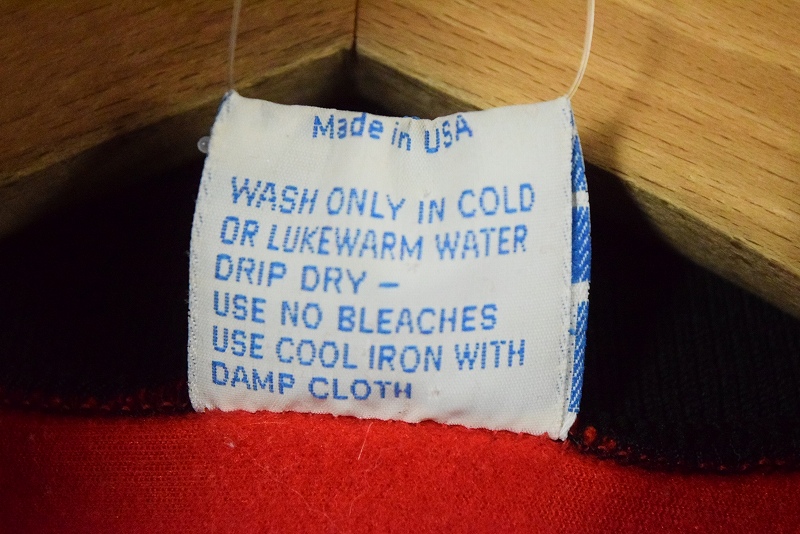 Made in USA
WASH ONLY IN COLD
OR LUKEWARM WATER
DRIP DRY –
USE NO BLEACHES
USE COOL IRON WITH
DAMP CLOTH